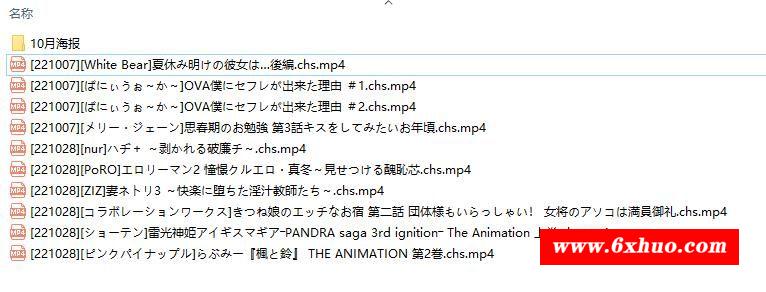 名称
10月海报
[221007][White Bear]夏休み明けの彼女は…後編.chs.mp4
[221007][ばにぃうぉ~か~]OVA僕にセフレが出来た理由 ＃1.chs.mp4
[221007][ばにぃうぉ~か~]OVA僕にセフレが出来た理由 ＃2.chs.mp4
[221007][メリー・ジェーン]思春期のお勉強 第3話キスをしてみたいお年頃.chs.mp4
[221028][nur]ハヂ+ ～剥かれる破廉チ～.chs.mp4
[221028][PoRO]エロリーマン2 憧憬クルエロ・真冬～見せつける醜恥芯.chs.mp4
[221028][ZIZ]妻ネトリ3 ～快楽に堕ちた淫汁教師たち～.chs.mp4
[221028][コラボレーションワークス]きつね娘のエッチなお宿 第二話 団体様もいらっしゃい! 女将のアソコは満員御礼.chs.mp4
[221028][ショーテン]雷光神姫アイギスマギア-PANDRA saga 3rd ignition- The Animation
[221028][ピンクパイナップル]らぶみー『楓と鈴』 THE ANIMATION 第2巻.chs.mp4
www.6xhuo.com